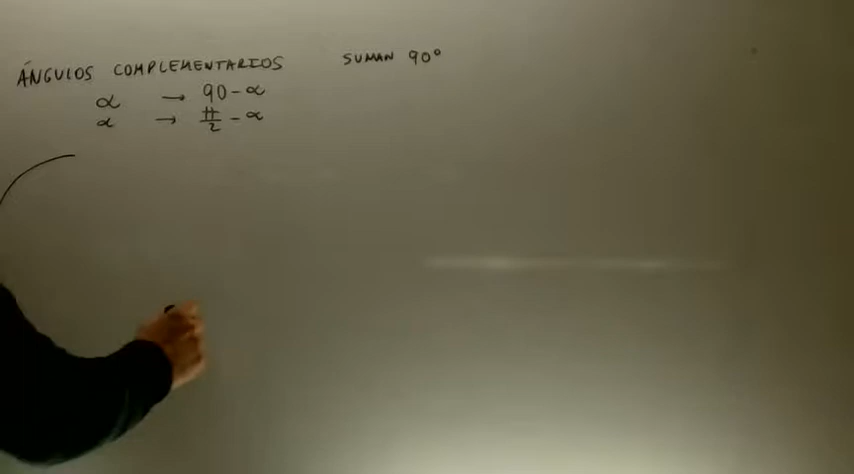 ÁNGULOS COMPLEMENTARIOS SUMAN 90°
α → 90-α
α → π/2 - α